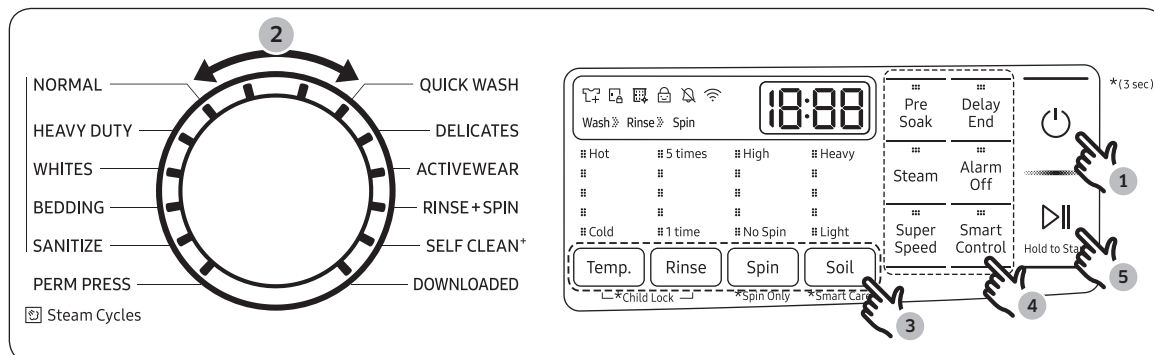 2
NORMAL
HEAVY DUTY
WHITES
BEDDING
SANITIZE
PERM PRESS
Steam Cycles
QUICK WASH
DELICATES
ACTIVEWEAR
RINSE+SPIN
SELF CLEAN+
DOWNLOADED
18:88
Wash » Rinse » Spin
Hot 5 times High Heavy
Cold 1 time No Spin Light
Temp. Rinse Spin Soil
*Child Lock *Spin Only *Smart Care
3
Pre Soak
Delay End
Steam
Alarm Off
Super Speed
Smart Control
4
*(3 sec)
1
Hold to Start
5